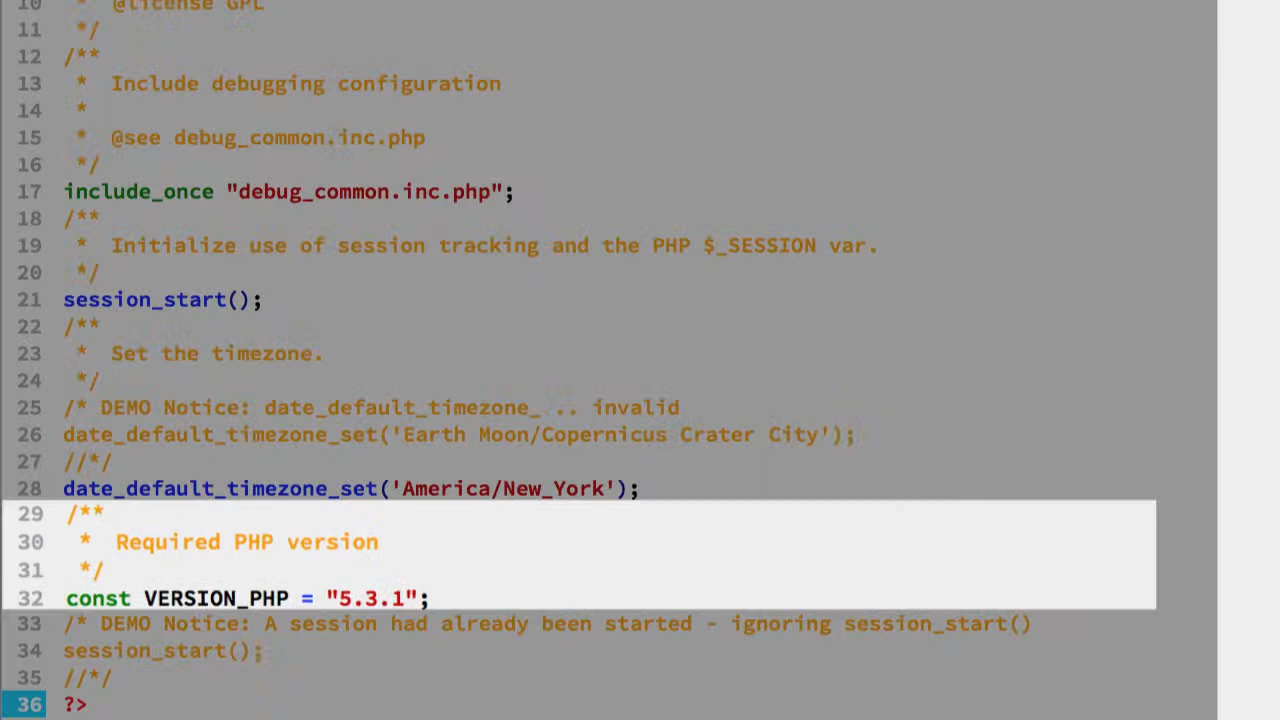 10  *  @license GPL
11  */
12 /**
13  *  Include debugging configuration
14  *
15  *  @see debug_common.inc.php
16  */
17 include_once "debug_common.inc.php";
18 /**
19  *  Initialize use of session tracking and the PHP $_SESSION var.
20  */
21 session_start();
22 /**
23  *  Set the timezone.
24  */
25 /* DEMO Notice: date_default_timezone_ .. invalid
26 date_default_timezone_set('Earth Moon/Copernicus Crater City');
27 //*/
28 date_default_timezone_set('America/New_York');
29 /**
30  *  Required PHP version
31  */
32 const VERSION_PHP = "5.3.1";
33 /* DEMO Notice: A session had already been started - ignoring session_start()
34 session_start();
35 //*/
36 ?>